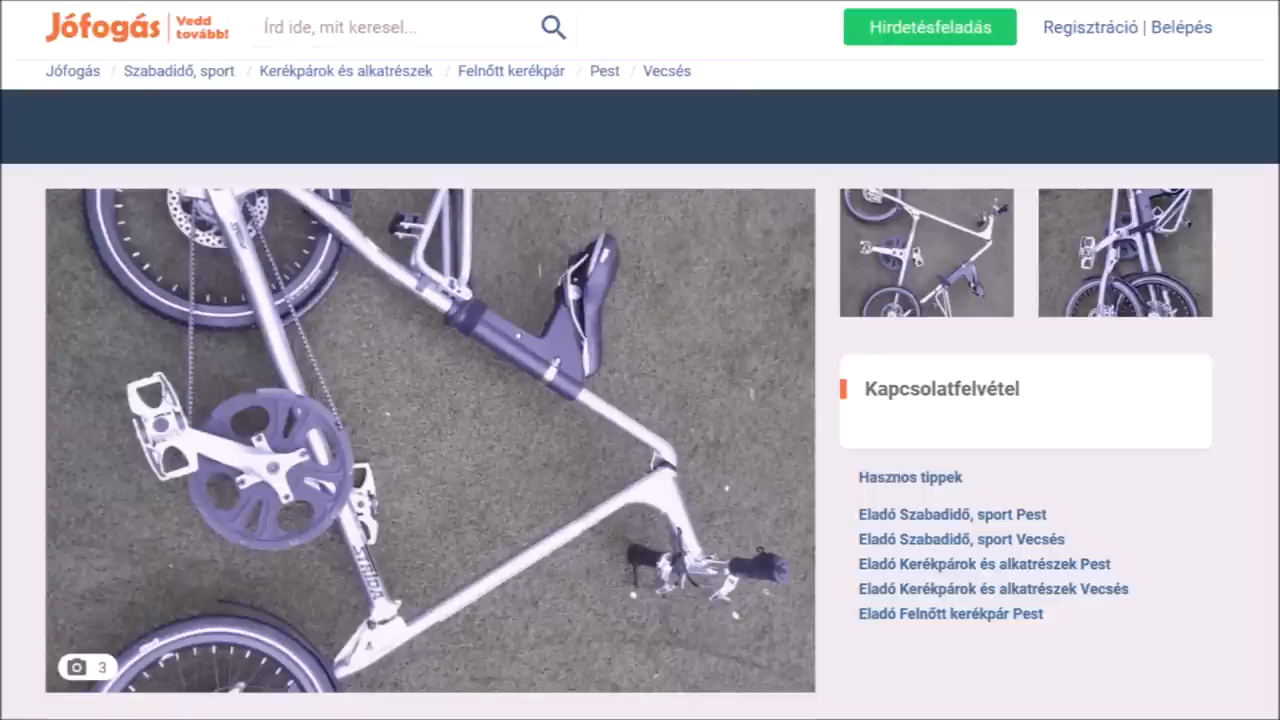 Jófogás Vedd tovább! Írd ide, mit keresel... Hirdetésfeladás Regisztráció | Belépés
Jófogás / Szabadidő, sport / Kerékpárok és alkatrészek / Felnőtt kerékpár / Pest / Vecsés
STRIDA
3
Kapcsolatfelvétel
Hasznos tippek
Eladó Szabadidő, sport Pest
Eladó Szabadidő, sport Vecsés
Eladó Kerékpárok és alkatrészek Pest
Eladó Kerékpárok és alkatrészek Vecsés
Eladó Felnőtt kerékpár Pest